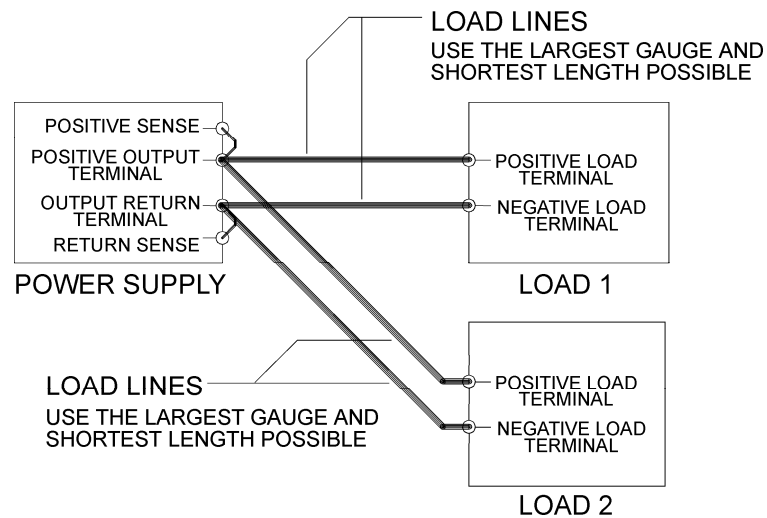 LOAD LINES
USE THE LARGEST GAUGE AND
SHORTEST LENGTH POSSIBLE
POSITIVE SENSE
POSITIVE OUTPUT
TERMINAL
OUTPUT RETURN
TERMINAL
RETURN SENSE
POWER SUPPLY
POSITIVE LOAD
TERMINAL
NEGATIVE LOAD
TERMINAL
LOAD 1
LOAD LINES
USE THE LARGEST GAUGE AND
SHORTEST LENGTH POSSIBLE
POSITIVE LOAD
TERMINAL
NEGATIVE LOAD
TERMINAL
LOAD 2